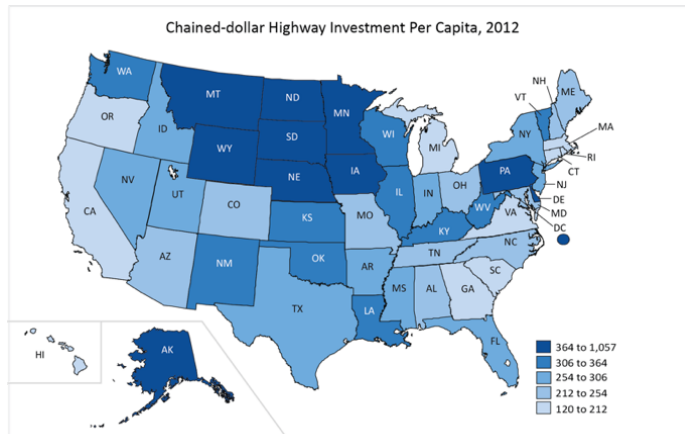 Chained-dollar Highway Investment Per Capita, 2012
WA
MT
ND
MN
OR
ID
WY
SD
WI
MI
NH
VT
ME
NY
MA
RI
CT
NJ
DE
MD
DC
PA
NV
UT
NE
IA
IL
IN
OH
WV
VA
CA
CO
KS
MO
KY
NC
TN
SC
AZ
NM
OK
AR
MS
AL
GA
TX
LA
FL
HI
AK
364 to 1,057
306 to 364
254 to 306
212 to 254
120 to 212